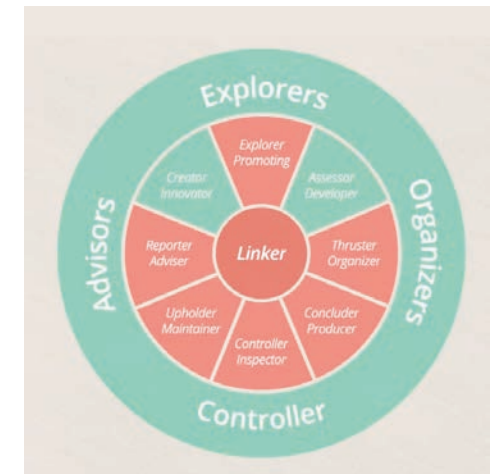 Explorers
Explorer
Promoting
Creator
Innovator
Assessor
Developer
Advisors
Organizers
Reporter
Adviser
Linker
Thruster
Organizer
Upholder
Maintainer
Concluder
Producer
Controller
Inspector
Controller